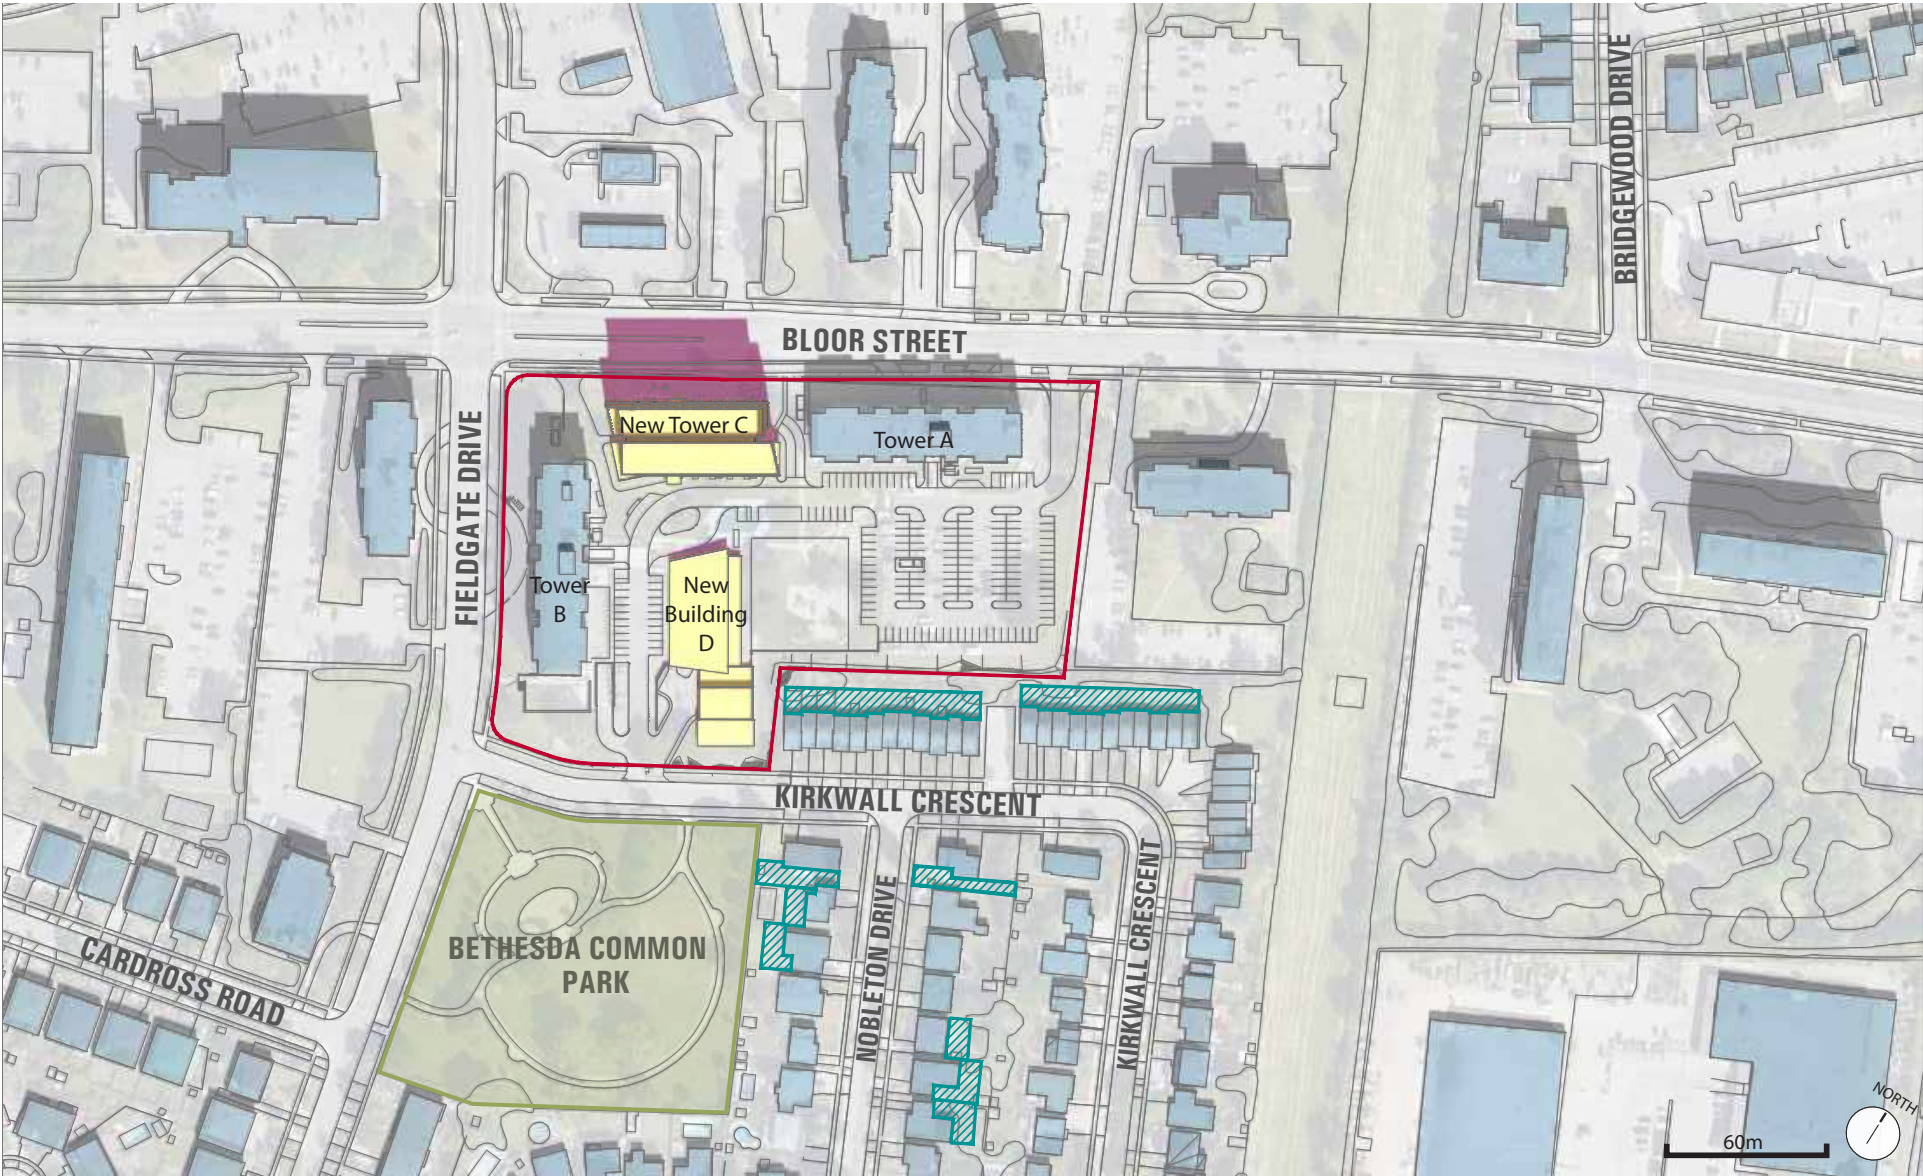 BRIDGEWOOD DRIVE
BLOOR STREET
New Tower C
Tower A
FIELDGATE DRIVE
Tower
B
New
Building
D
KIRKWALL CRESCENT
KIRKWALL CRESCENT
NOBLETON DRIVE
BETHESDA COMMON
PARK
CARDROSS ROAD
NORTH
60m